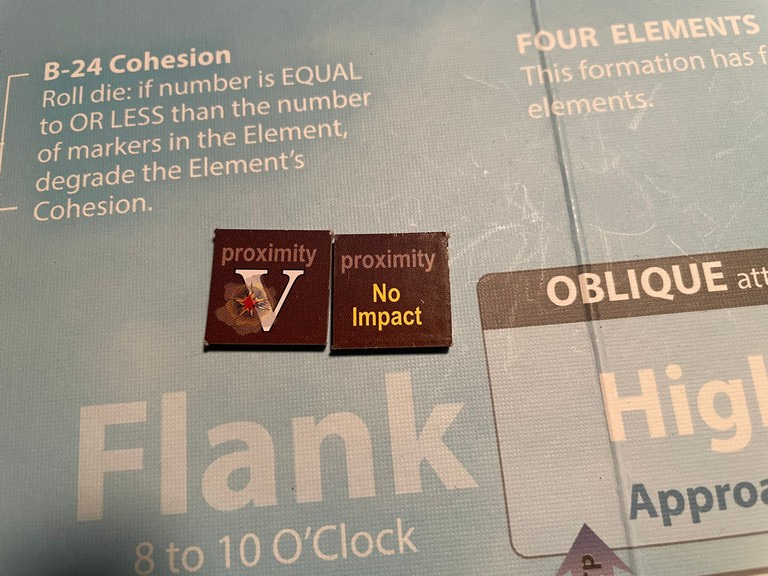 B-24 Cohesion
Roll die: if number is EQUAL
to OR LESS than the number
of markers in the Element,
degrade the Element's
Cohesion.
FOUR ELEMENTS
This formation has f
elements.
proximity
V
proximity
No
Impact
OBLIQUE att
High
Approa
Flank
8 to 10 O'Clock